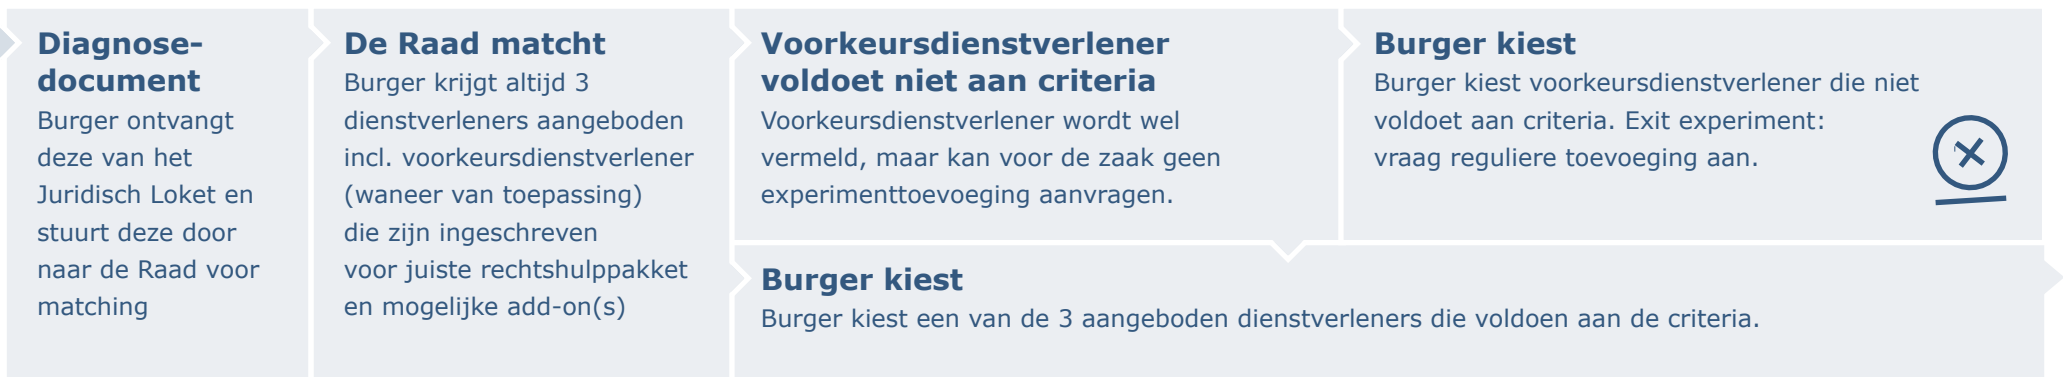 Diagnose-
document
Burger ontvangt
deze van het
Juridisch Loket en
stuurt deze door
naar de Raad voor
matching
De Raad matcht
Burger krijgt altijd 3
dienstverleners aangeboden
incl. voorkeursdienstverlener
(waneer van toepassing)
die zijn ingeschreven
voor juiste rechtshulppakket
en mogelijke add-on(s)
Voorkeursdienstverlener
voldoet niet aan criteria
Voorkeursdienstverlener wordt wel
vermeld, maar kan voor de zaak geen
experimenttoevoeging aanvragen.
Burger kiest
Burger kiest voorkeursdienstverlener die niet
voldoet aan criteria. Exit experiment:
vraag reguliere toevoeging aan.
Burger kiest
Burger kiest een van de 3 aangeboden dienstverleners die voldoen aan de criteria.